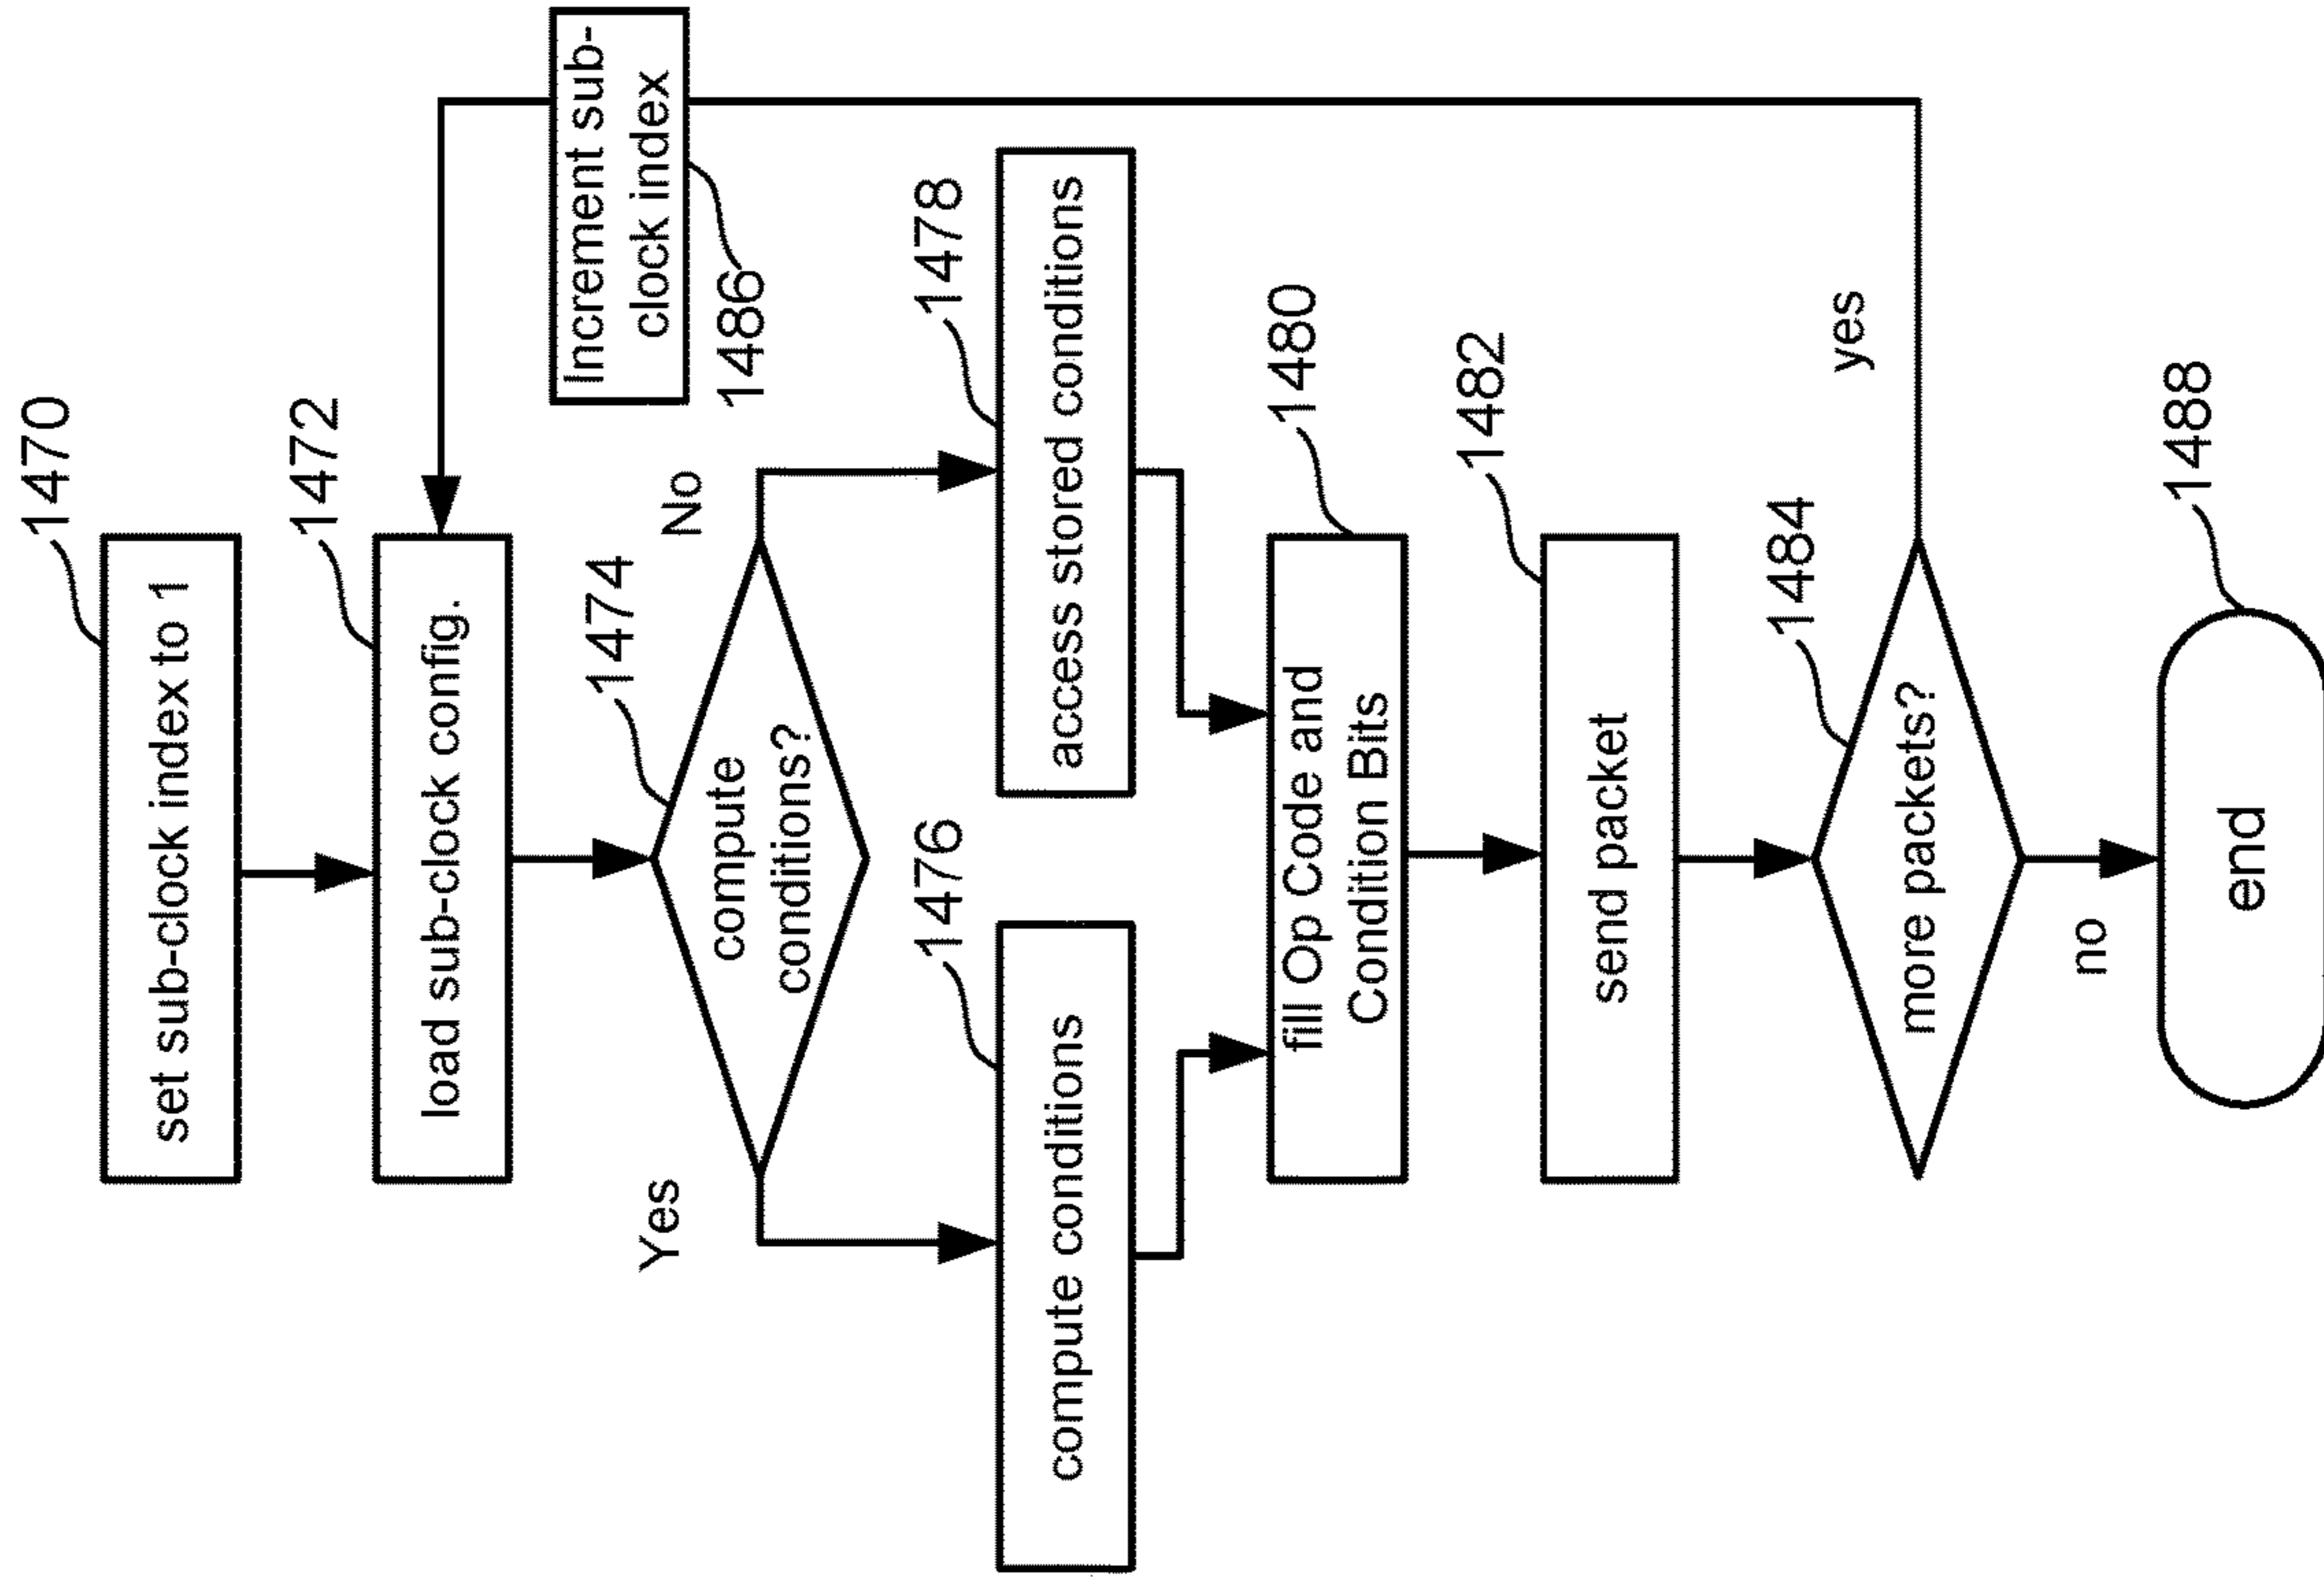 1470
set sub-clock index to 1
1472
load sub-clock config.
Increment sub-
clock index
1486
1474
compute
conditions?
Yes
No
1476
compute conditions
1478
access stored conditions
1480
fill Op Code and
Condition Bits
1482
send packet
1484
more packets?
yes
no
1488
end